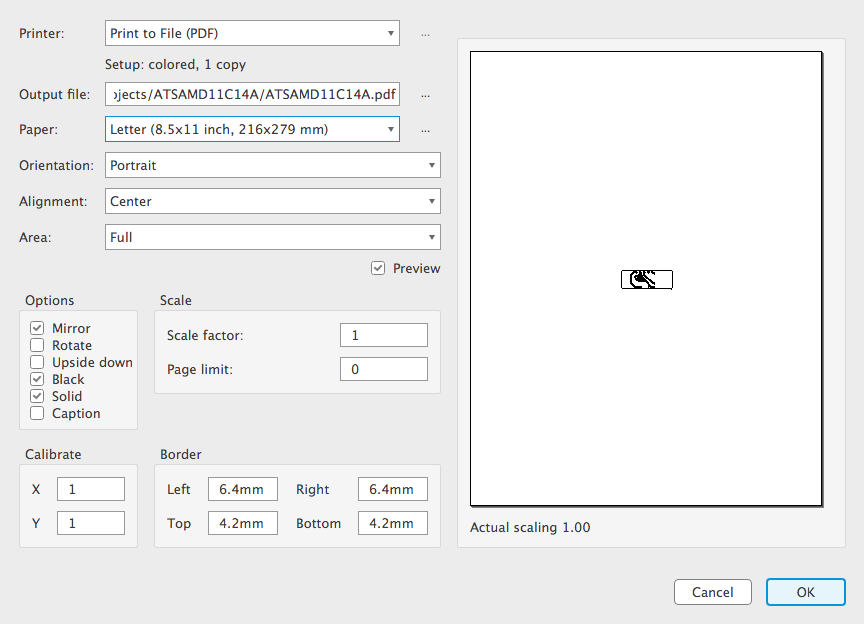 Printer: Print to File (PDF) ...
Setup: colored, 1 copy
Output file: ojects/ATSAMD11C14A/ATSAMD11C14A.pdf ...
Paper: Letter (8.5x11 inch, 216x279 mm) ...
Orientation: Portrait
Alignment: Center
Area: Full
Preview
Options
Mirror
Rotate
Upside down
Black
Solid
Caption
Scale
Scale factor: 1
Page limit: 0
Calibrate
X 1
Y 1
Border
Left 6.4mm Right 6.4mm
Top 4.2mm Bottom 4.2mm
Actual scaling 1.00
Cancel OK